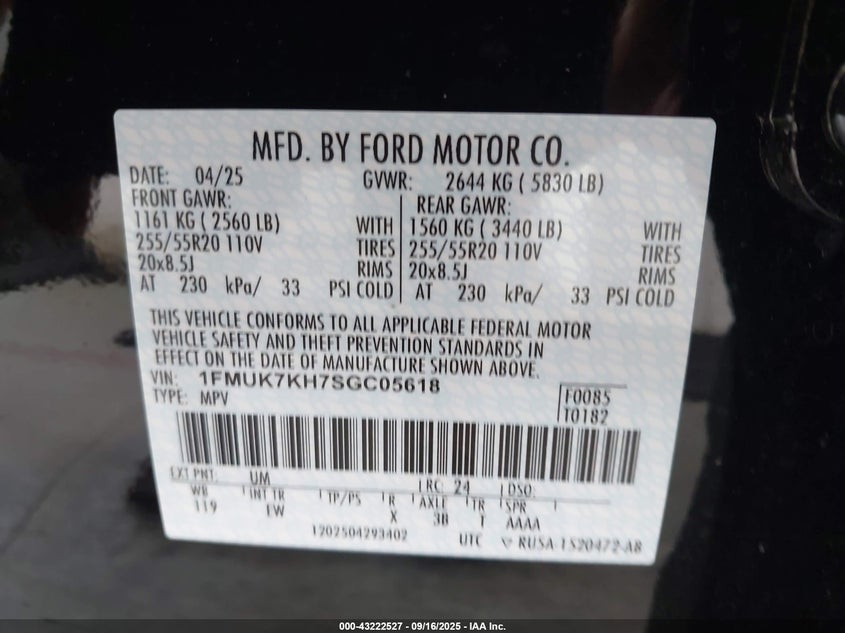 MFD. BY FORD MOTOR CO.
DATE: 04/25 GVWR: 2644 KG ( 5830 LB)
FRONT GAWR: REAR GAWR:
1161 KG ( 2560 LB) WITH 1560 KG ( 3440 LB) WITH
255/55R20 110V TIRES 255/55R20 110V TIRES
20x8.5J RIMS 20x8.5J RIMS
AT 230 kPa/ 33 PSI COLD AT 230 kPa/ 33 PSI COLD
THIS VEHICLE CONFORMS TO ALL APPLICABLE FEDERAL MOTOR
VEHICLE SAFETY AND THEFT PREVENTION STANDARDS IN
EFFECT ON THE DATE OF MANUFACTURE SHOWN ABOVE.
VIN: 1FMUK7KH7SGC05618
TYPE: MPV F0085
T0182
EXT PNT: UM RC: 24 DSO:
WB INT TR TP/PS R AXLE TR SPR
119 EW X 3B T AAAA
1202504293402 UTC RUSA-1520472-AB
000-43222527 - 09/16/2025 - IAA Inc.